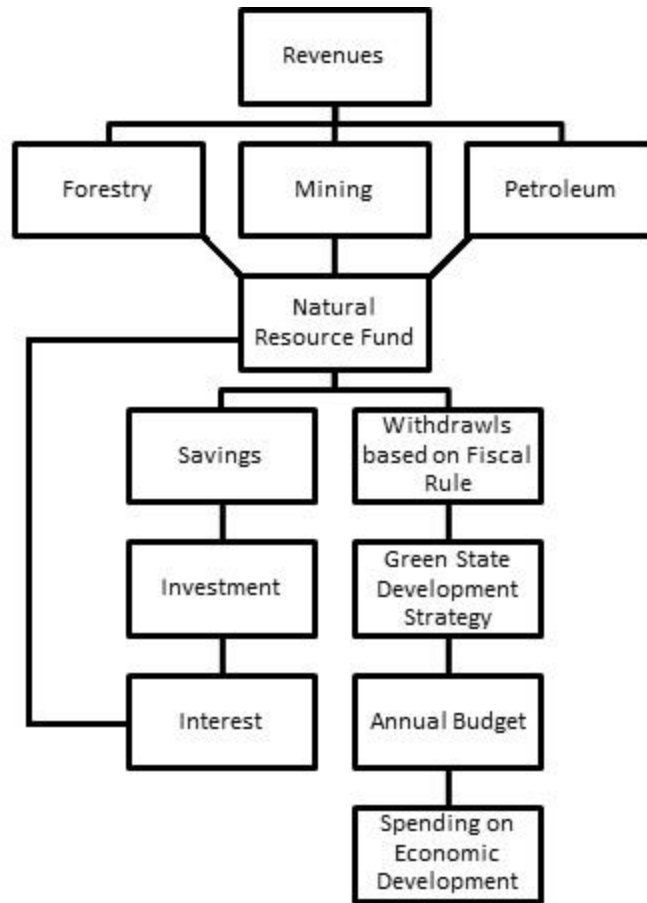 Revenues
Forestry
Mining
Petroleum
Natural
Resource Fund
Savings
Withdrawls
based on Fiscal
Rule
Investment
Green State
Development
Strategy
Interest
Annual Budget
Spending on
Economic
Development